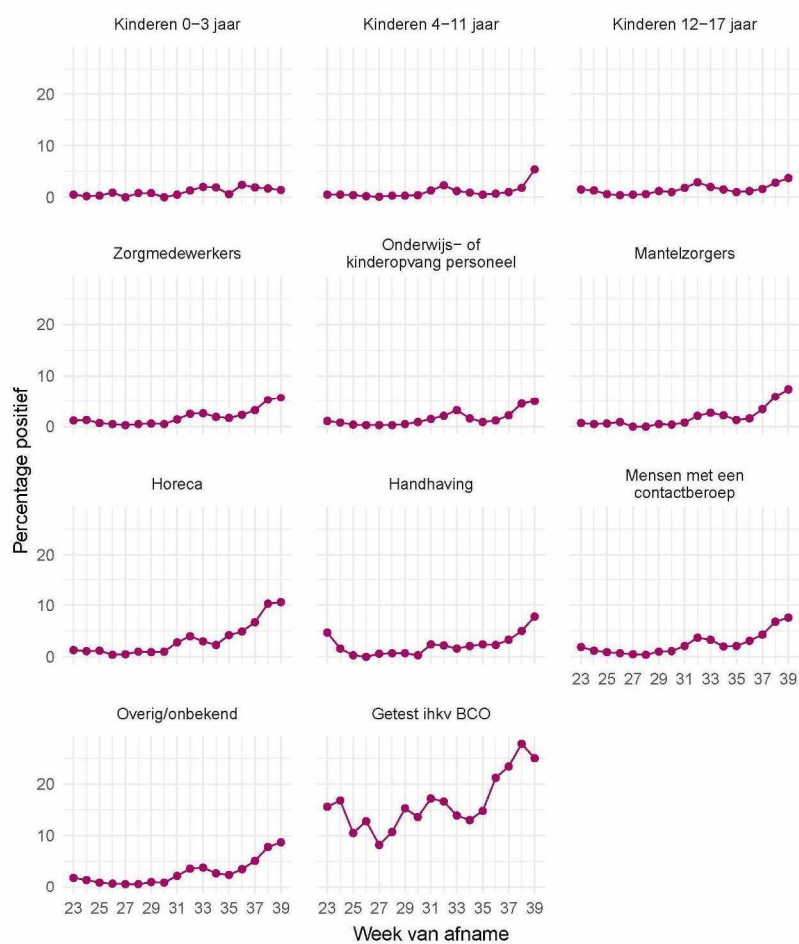 Kinderen 0−3 jaar
Kinderen 4−11 jaar
Kinderen 12−17 jaar
20
10
0
Zorgmedewerkers
Onderwijs− of
kinderopvang personeel
Mantelzorgers
20
10
0
Percentage positief
Horeca
Handhaving
Mensen met een
contactberoep
20
10
0
23 25 27 29 31 33 35 37 39
Overig/onbekend
Getest ihkv BCO
20
10
0
23 25 27 29 31 33 35 37 39
23 25 27 29 31 33 35 37 39
Week van afname